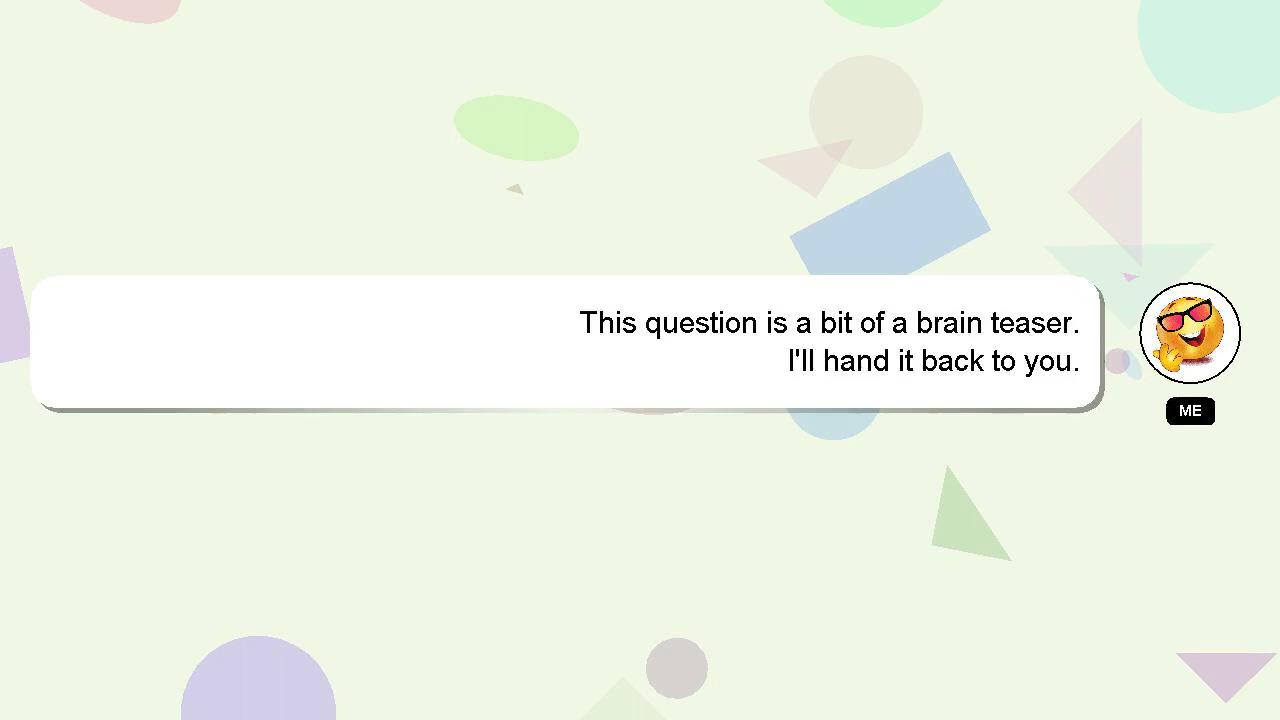 This question is a bit of a brain teaser.
I'll hand it back to you.
ME